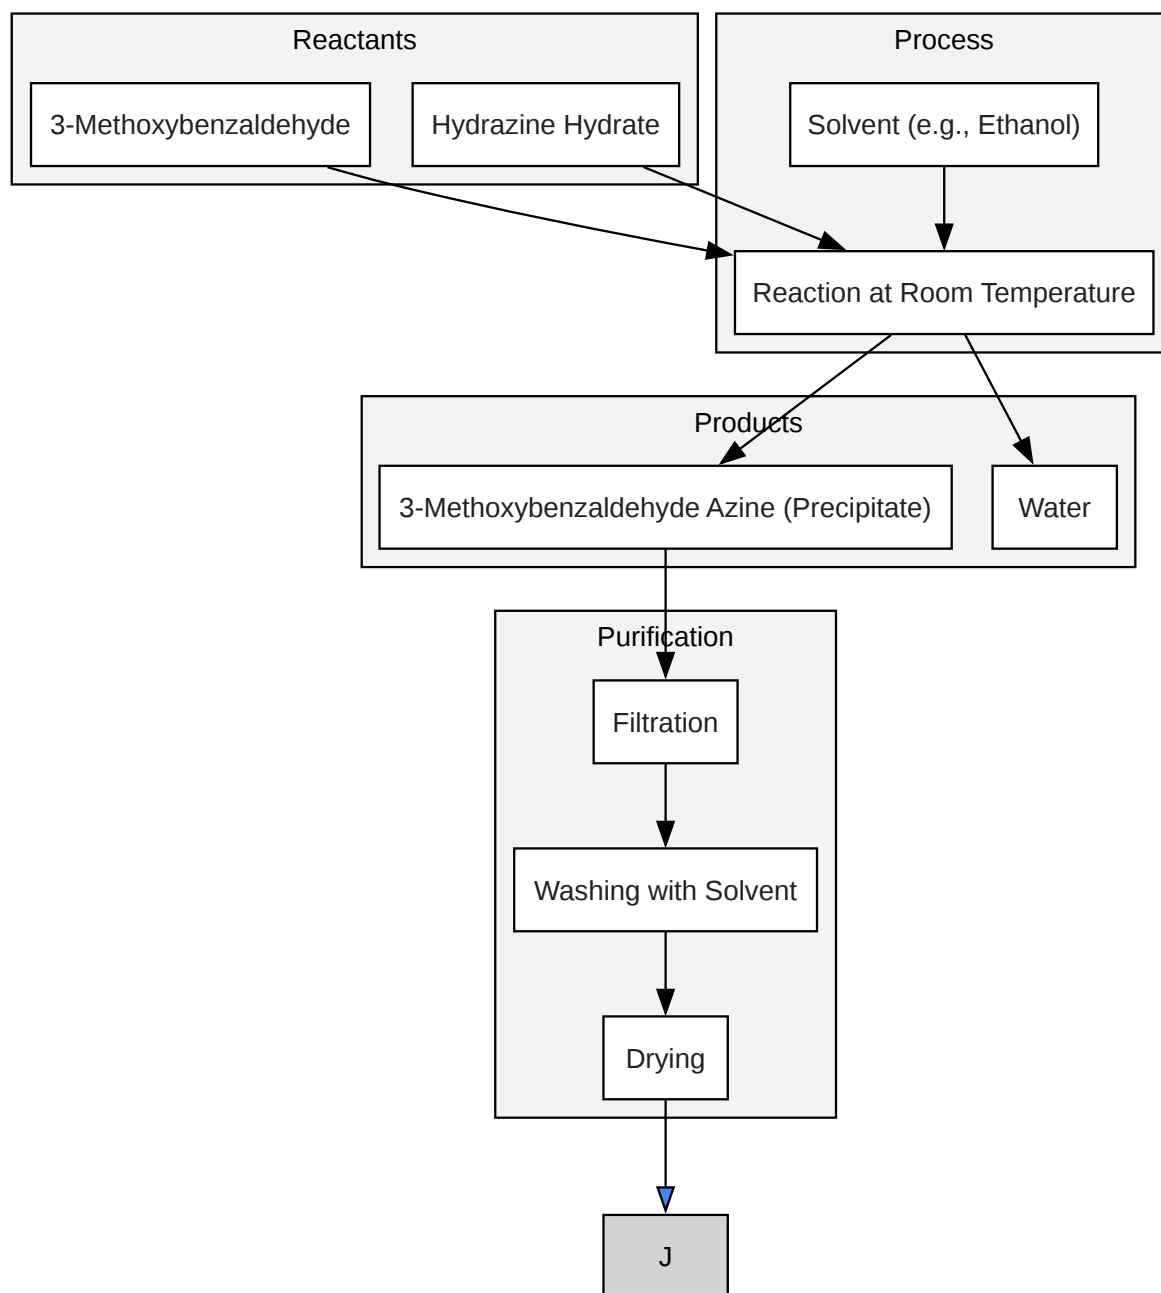 Reactants
Process
3-Methoxybenzaldehyde
Hydrazine Hydrate
Solvent (e.g., Ethanol)
Reaction at Room Temperature
Products
3-Methoxybenzaldehyde Azine (Precipitate)
Water
Purification
Filtration
Washing with Solvent
Drying
J